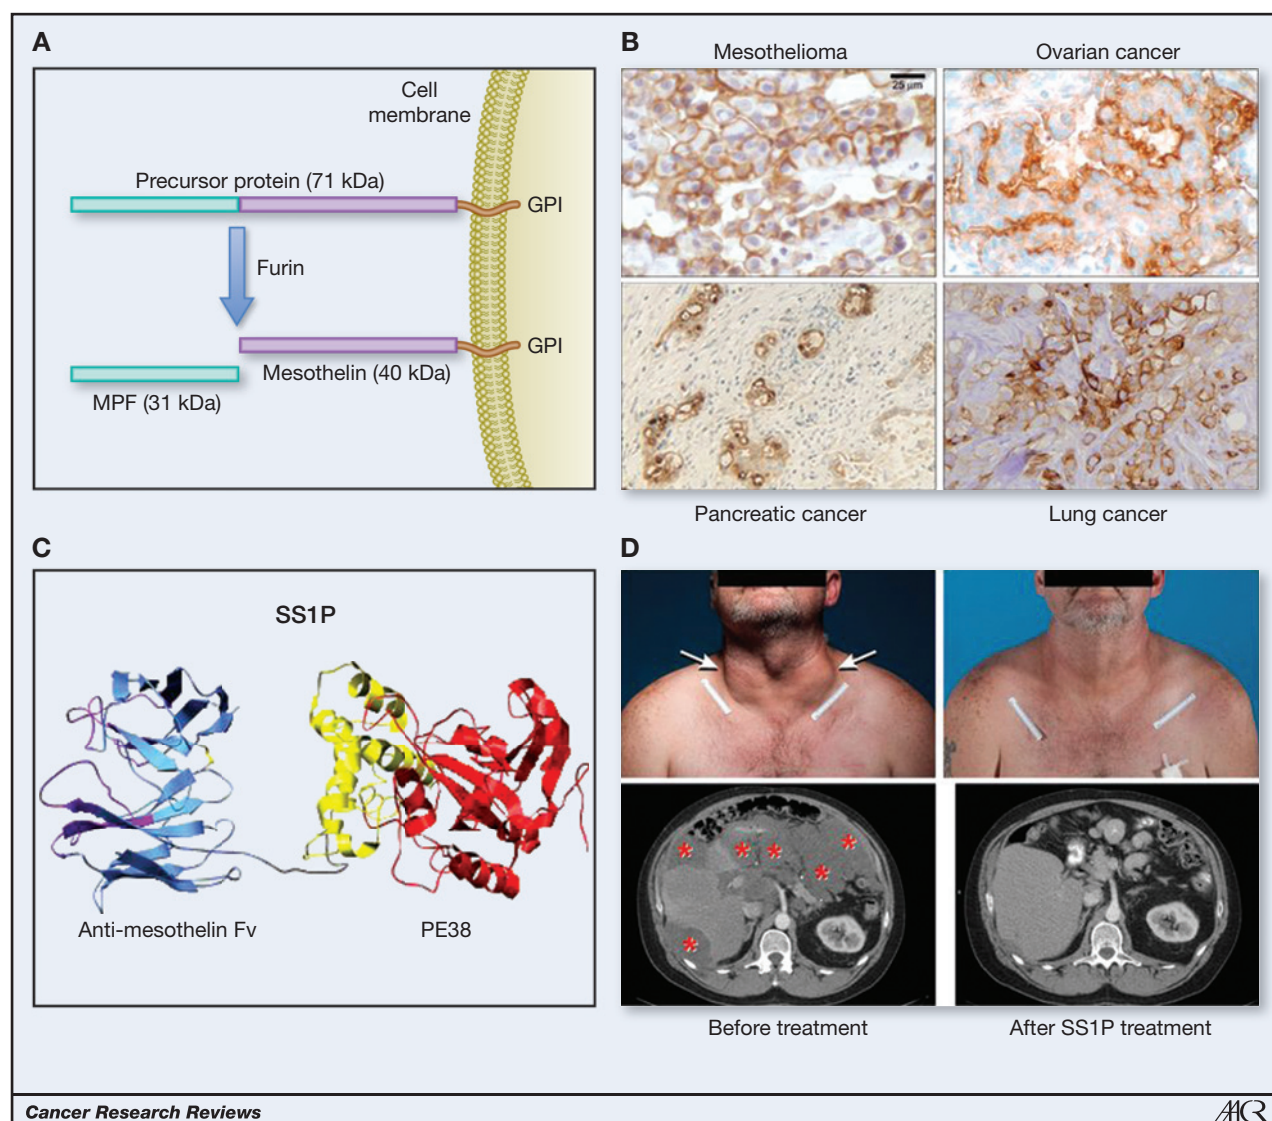 A
Cell
membrane
Precursor protein (71 kDa)
GPI
Furin
GPI
Mesothelin (40 kDa)
MPF (31 kDa)
B
Mesothelioma
Ovarian cancer
25 μm
Pancreatic cancer
Lung cancer
C
SS1P
Anti-mesothelin Fv
PE38
D
* * * * * *
Before treatment
After SS1P treatment
Cancer Research Reviews
AACR